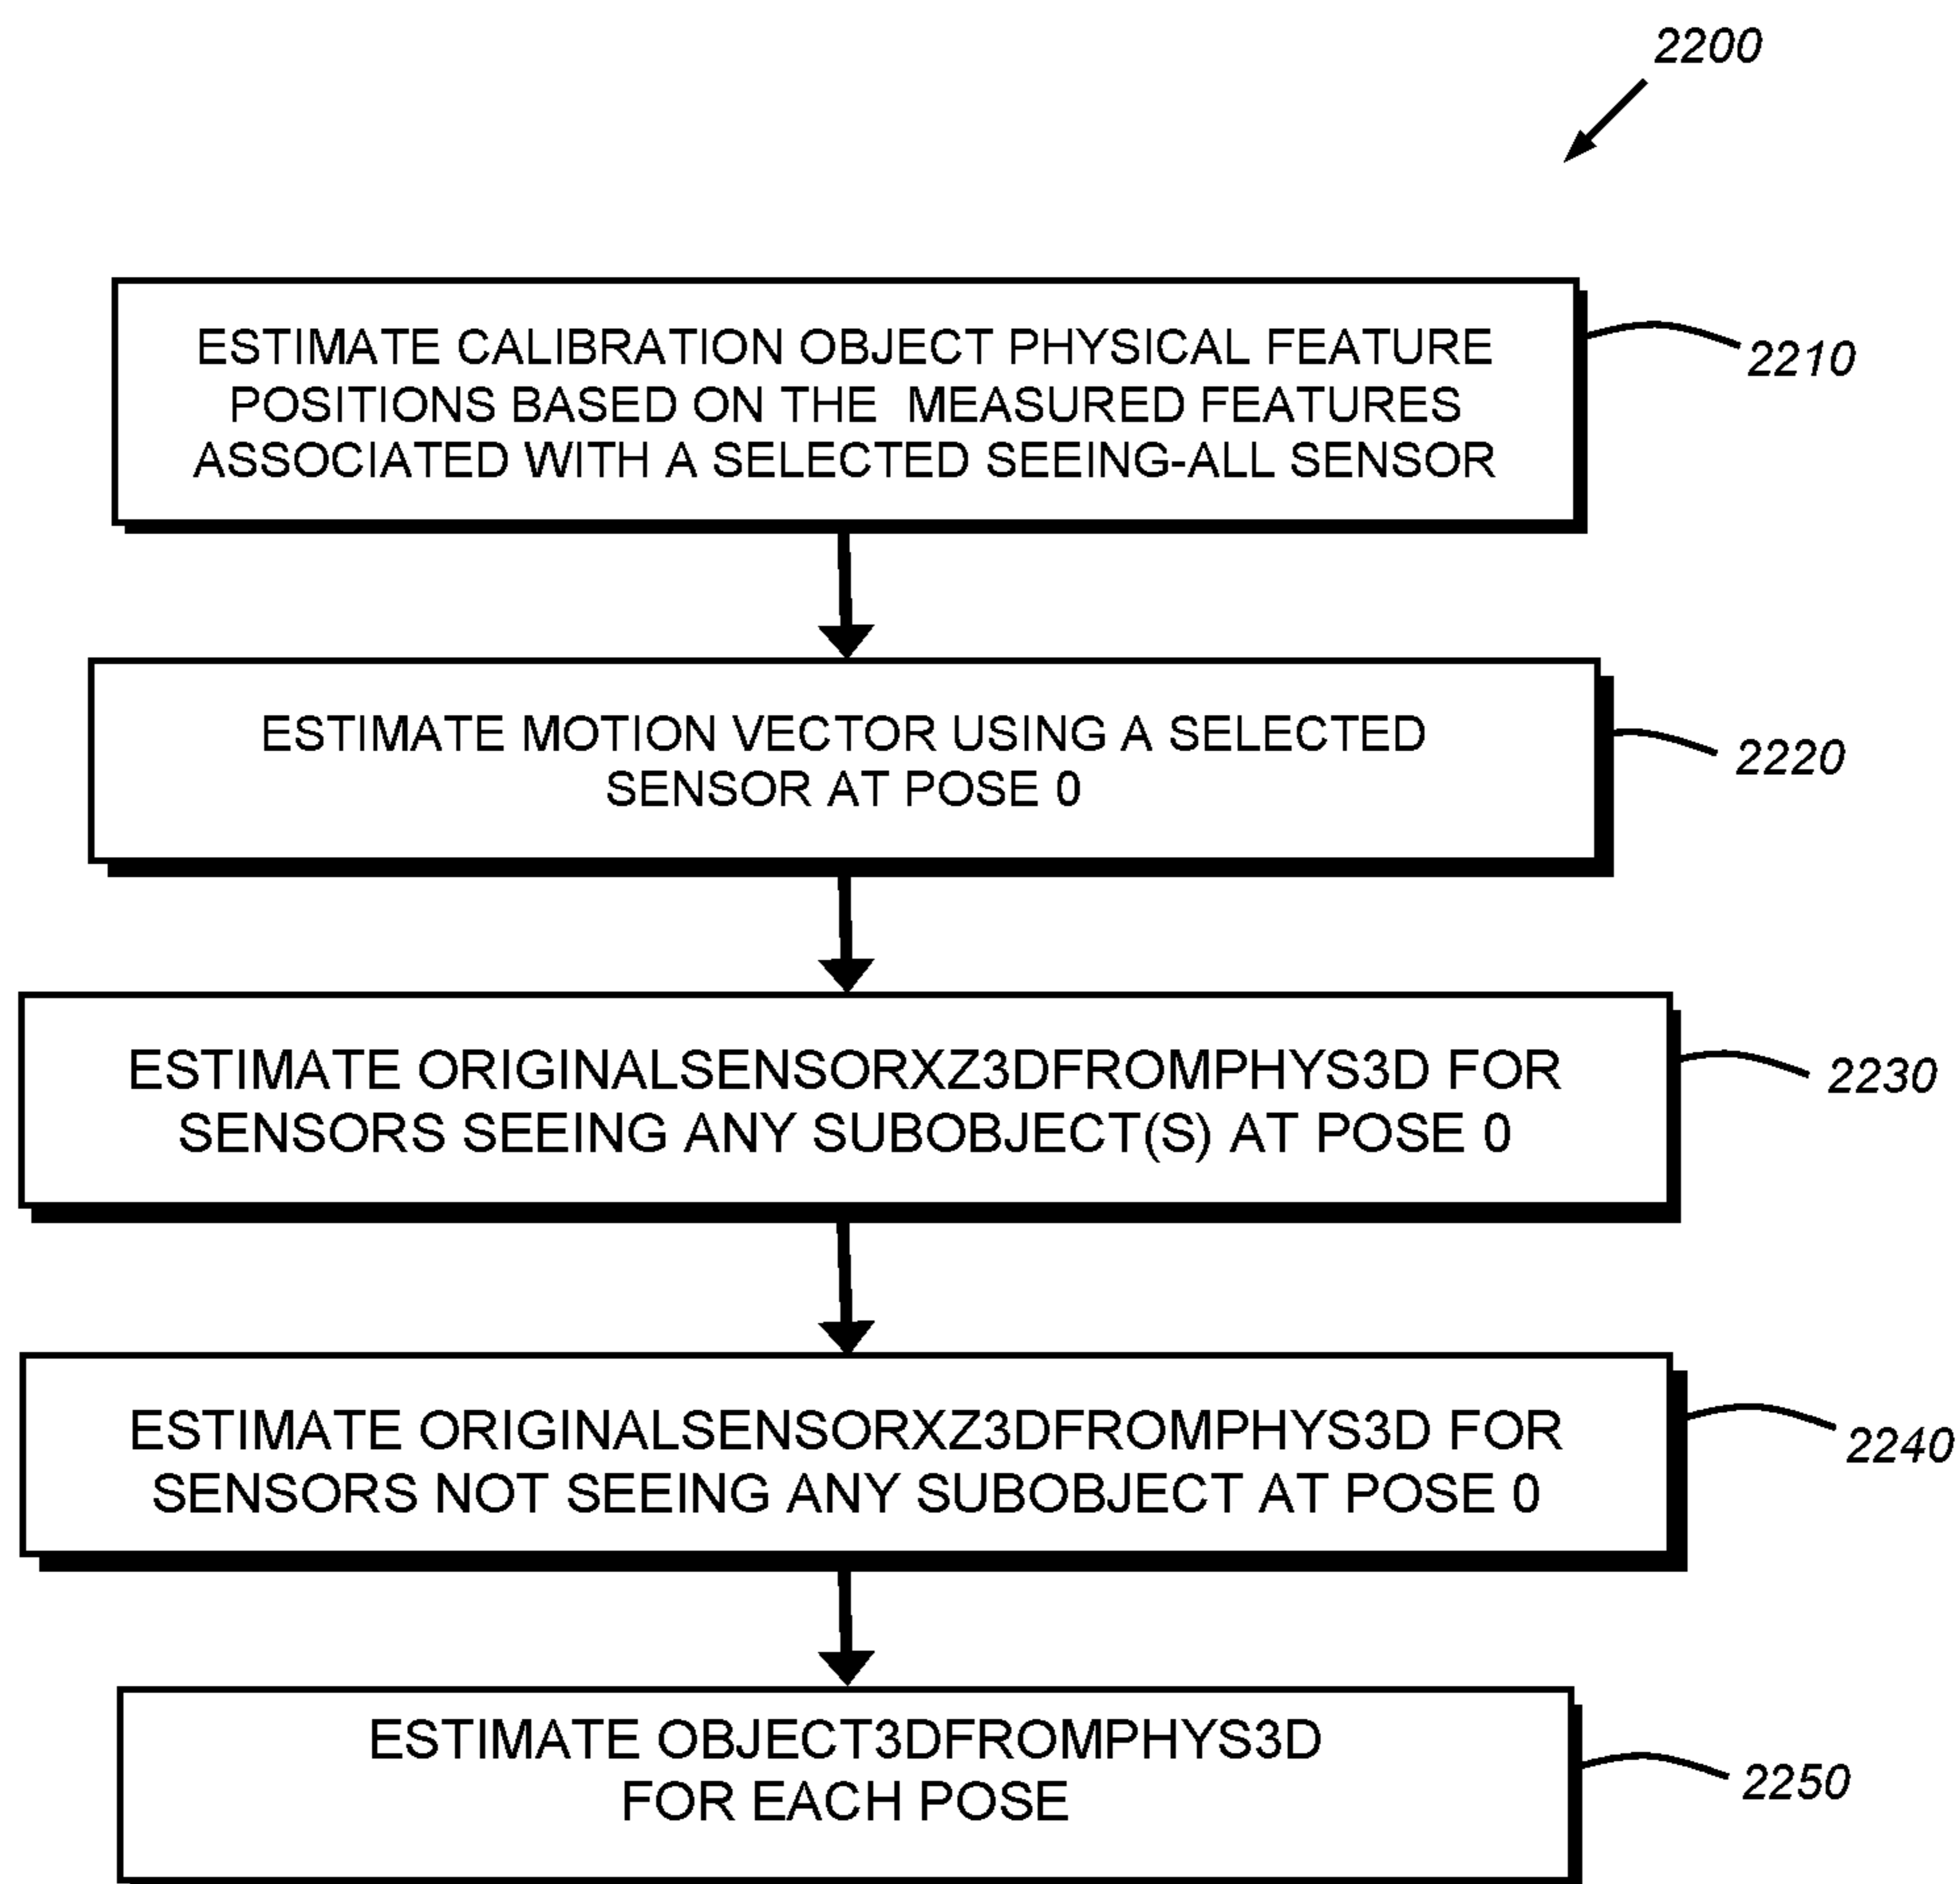 2200
ESTIMATE CALIBRATION OBJECT PHYSICAL FEATURE
POSITIONS BASED ON THE MEASURED FEATURES
ASSOCIATED WITH A SELECTED SEEING-ALL SENSOR
2210
ESTIMATE MOTION VECTOR USING A SELECTED
SENSOR AT POSE 0
2220
ESTIMATE ORIGINALSENSORXZ3DFROMPHYS3D FOR
SENSORS SEEING ANY SUBOBJECT(S) AT POSE 0
2230
ESTIMATE ORIGINALSENSORXZ3DFROMPHYS3D FOR
SENSORS NOT SEEING ANY SUBOBJECT AT POSE 0
2240
ESTIMATE OBJECT3DFROMPHYS3D
FOR EACH POSE
2250